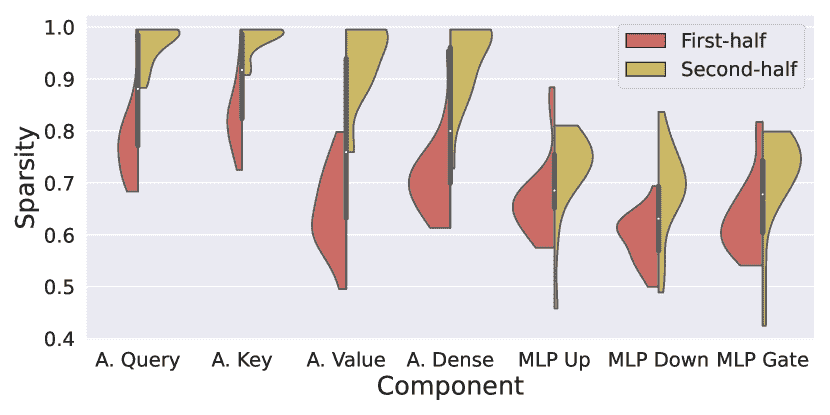 1.0
0.9
0.8
0.7
0.6
0.5
0.4
Sparsity
First-half
Second-half
A. Query A. Key A. Value A. Dense MLP Up MLP Down MLP Gate
Component